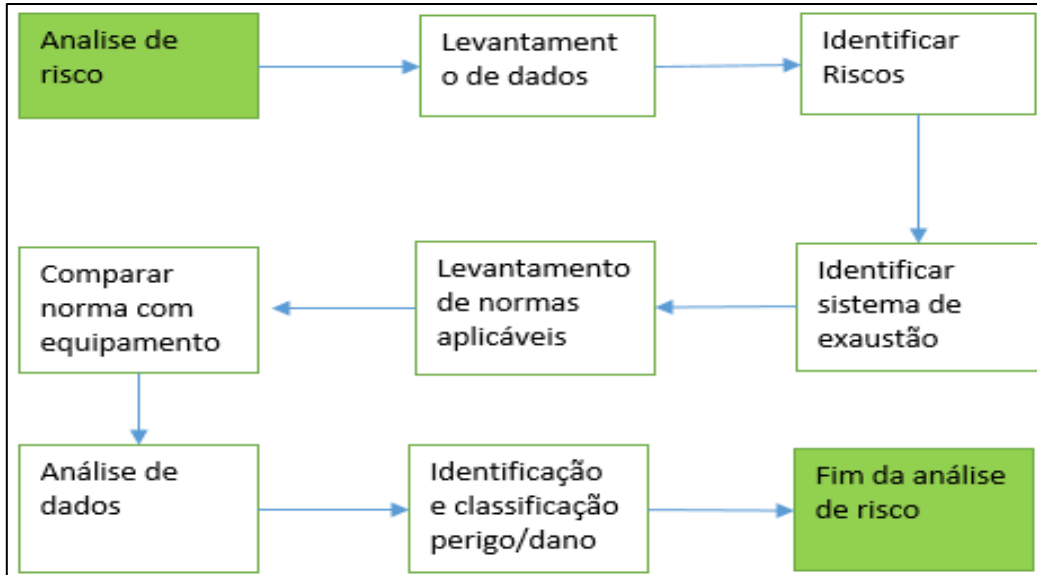 Analise de
risco
Levantament
o de dados
Identificar
Riscos
Identificar
sistema de
exaustão
Levantamento
de normas
aplicáveis
Comparar
norma com
equipamento
Análise de
dados
Identificação
e classificação
perigo/dano
Fim da análise
de risco